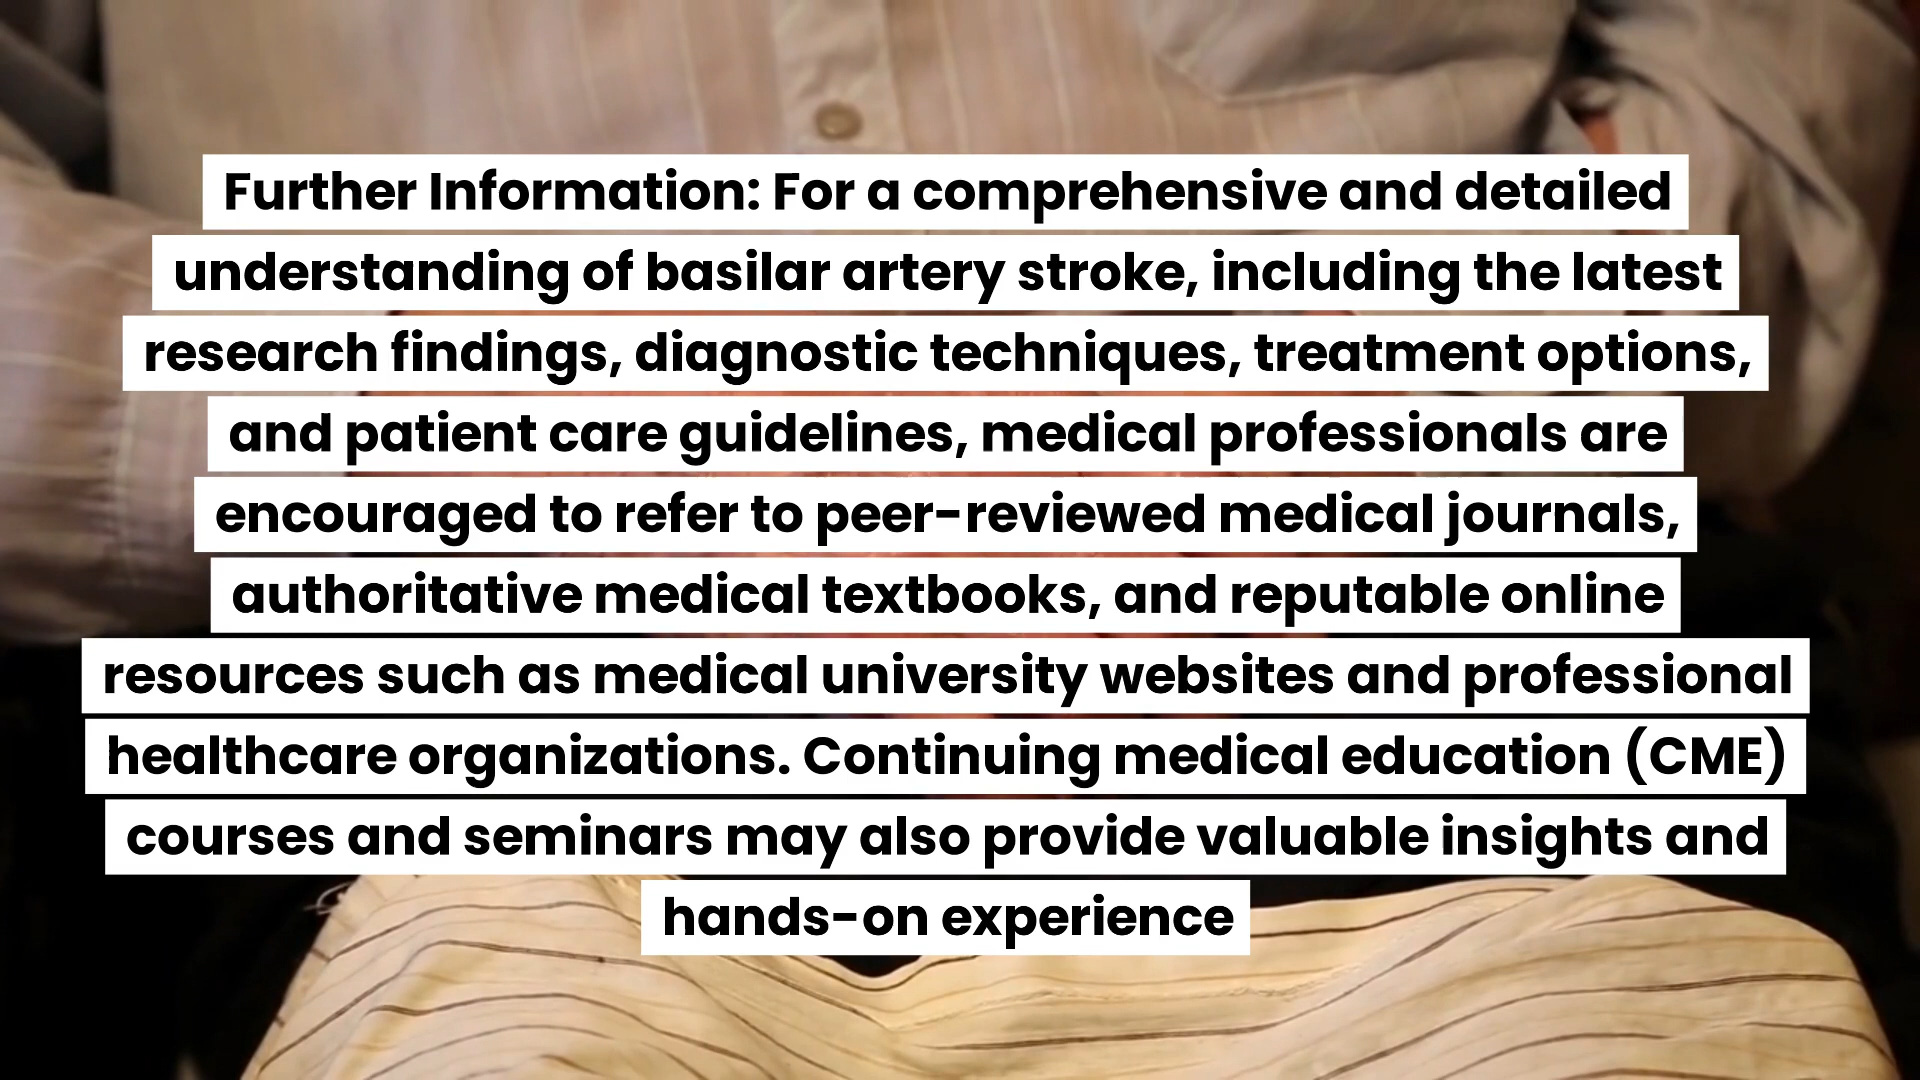 Further Information: For a comprehensive and detailed
understanding of basilar artery stroke, including the latest
research findings, diagnostic techniques, treatment options,
and patient care guidelines, medical professionals are
encouraged to refer to peer-reviewed medical journals,
authoritative medical textbooks, and reputable online
resources such as medical university websites and professional
healthcare organizations. Continuing medical education (CME)
courses and seminars may also provide valuable insights and
hands-on experience